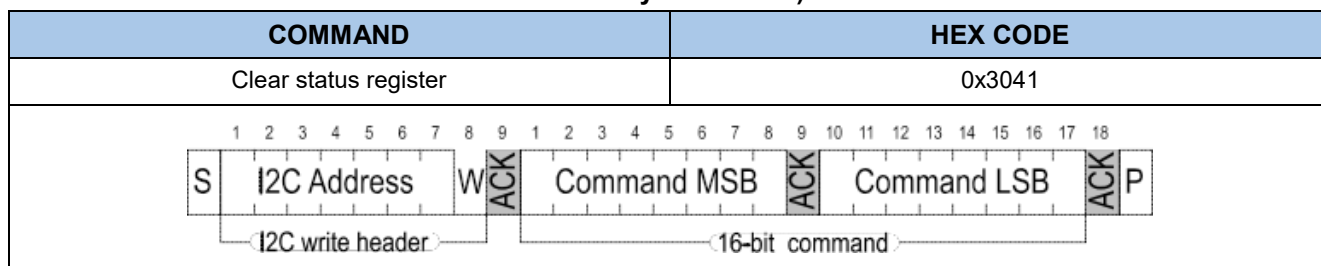 COMMAND HEX CODE
Clear status register 0x3041
1 2 3 4 5 6 7 8 9 1 2 3 4 5 6 7 8 9 10 11 12 13 14 15 16 17 18
S I2C Address W ACK Command MSB ACK Command LSB ACK P
I2C write header 16-bit command